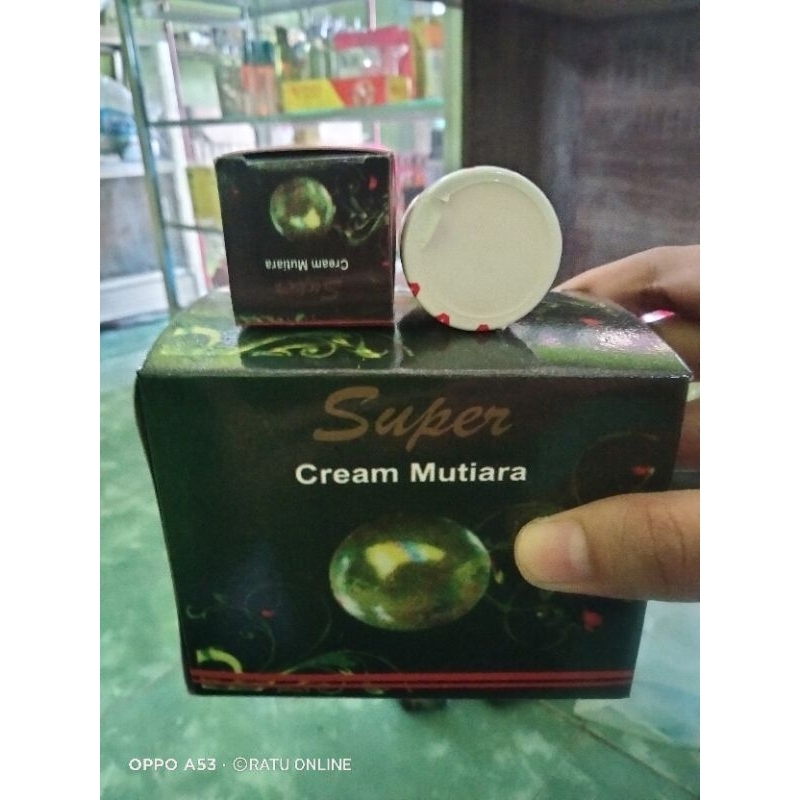 Cream Mutiara
Super
Super
Cream Mutiara
OPPO A53 · ©RATU ONLINE